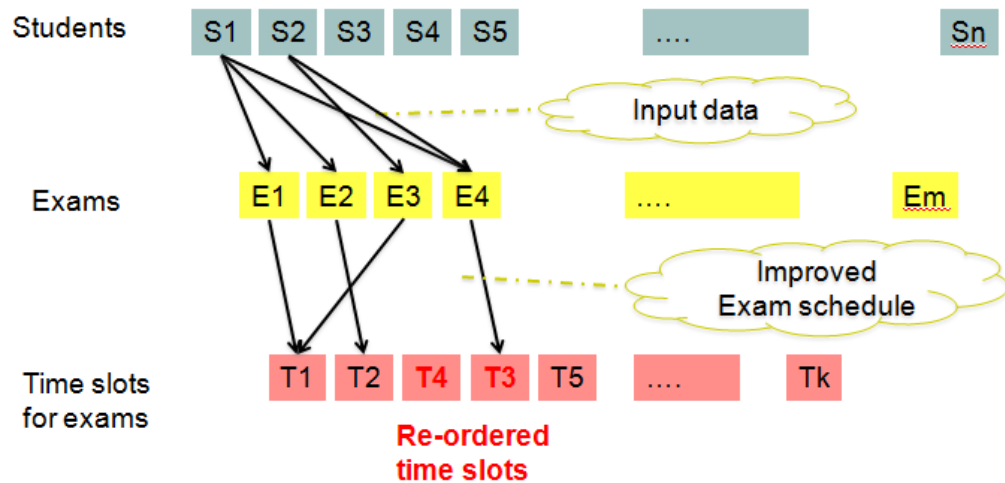 Students S1 S2 S3 S4 S5 .... Sn
Input data
Exams E1 E2 E3 E4 .... Em
Improved
Exam schedule
Time slots
for exams
T1 T2 T4 T3 T5 .... Tk
Re-ordered
time slots